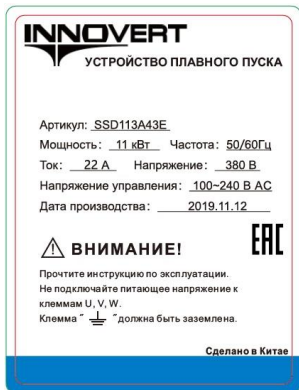 INNOVERT
УСТРОЙСТВО ПЛАВНОГО ПУСКА
Артикул: SSD113A43E
Мощность: 11 кВт Частота: 50/60Гц
Ток: 22 А Напряжение: 380 В
Напряжение управления: 100~240 В AC
Дата производства: 2019.11.12
ВНИМАНИЕ!
EAC
Прочтите инструкцию по эксплуатации.
Не подключайте питающее напряжение к
клеммам U, V, W.
Клемма " ⏚ " должна быть заземлена.
Сделано в Китае